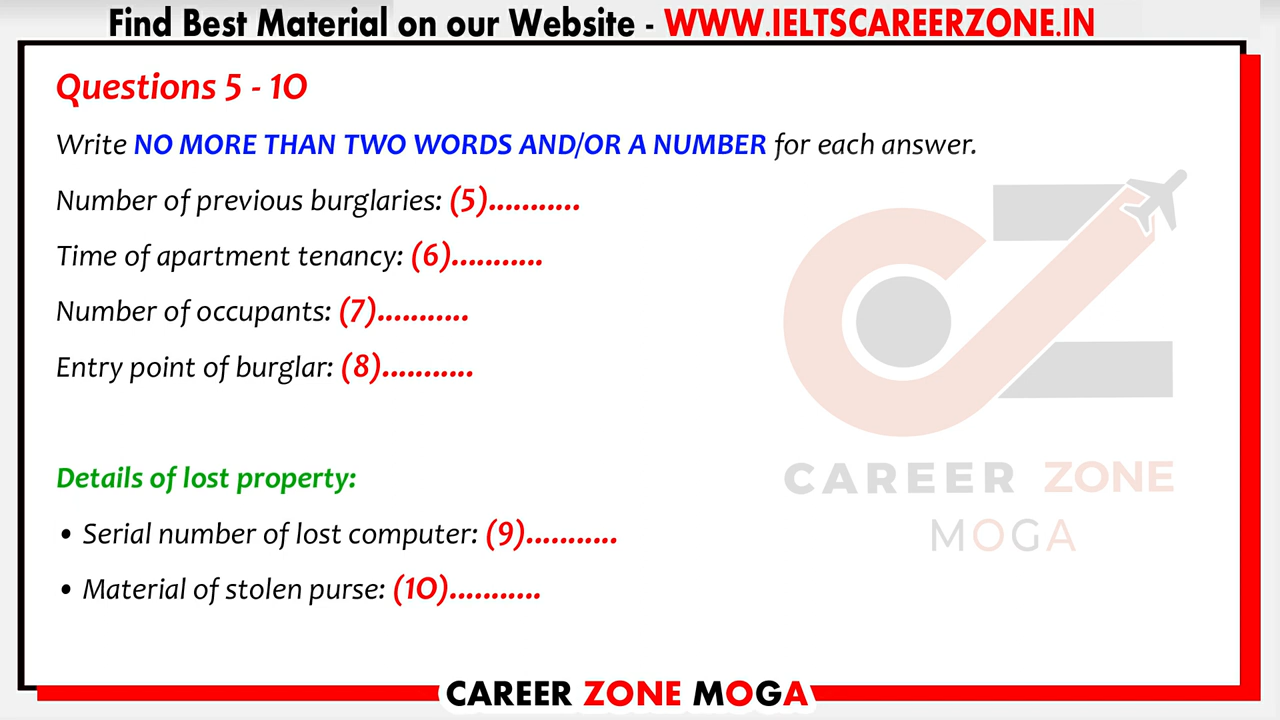 Find Best Material on our Website - WWW.IELTSCAREERZONE.IN
Questions 5 - 10
Write NO MORE THAN TWO WORDS AND/OR A NUMBER for each answer.
Number of previous burglaries: (5)...........
Time of apartment tenancy: (6)...........
Number of occupants: (7)...........
Entry point of burglar: (8)...........
Details of lost property:
• Serial number of lost computer: (9)...........
• Material of stolen purse: (10)...........
CAREER ZONE
MOGA
CAREER ZONE MOGA